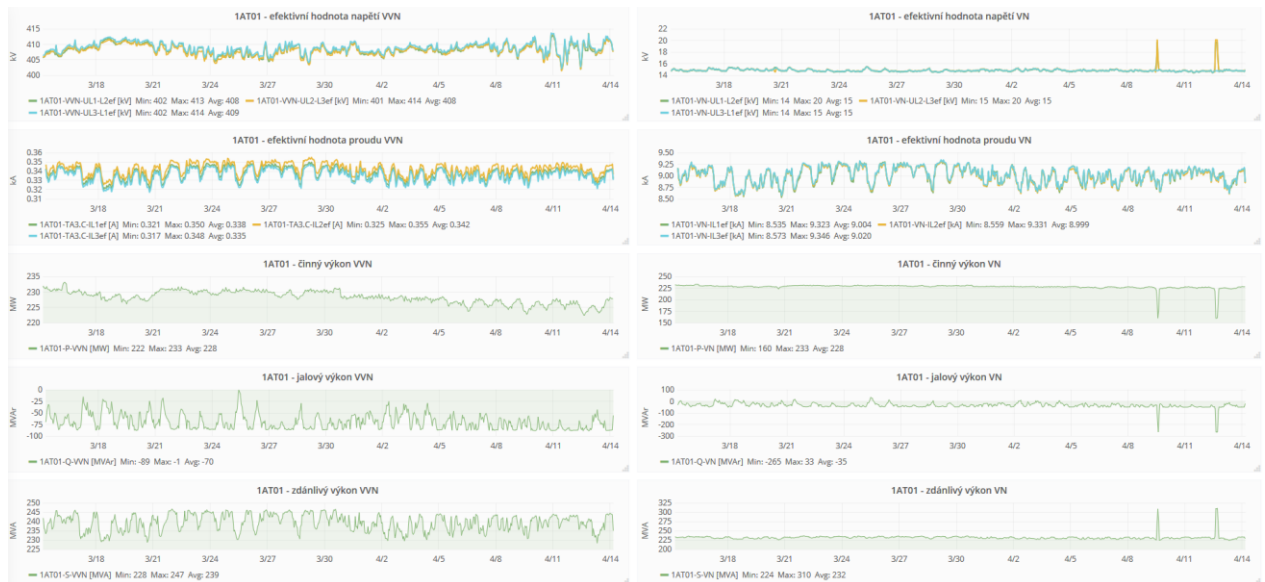 1AT01 - efektivní hodnota napětí VVN
kV
415
410
405
400
3/18 3/21 3/24 3/27 3/30 4/2 4/5 4/8 4/11 4/14
1AT01-VVN-UL1-L2ef [kV] Min: 402 Max: 413 Avg: 408 1AT01-VVN-UL2-L3ef [kV] Min: 401 Max: 414 Avg: 408
1AT01-VVN-UL3-L1ef [kV] Min: 402 Max: 414 Avg: 409
1AT01 - efektivní hodnota napětí VN
kV
22
20
18
16
14
3/18 3/21 3/24 3/27 3/30 4/2 4/5 4/8 4/11 4/14
1AT01-VN-UL1-L2ef [kV] Min: 14 Max: 20 Avg: 15 1AT01-VN-UL2-L3ef [kV] Min: 15 Max: 20 Avg: 15
1AT01-VN-UL3-L1ef [kV] Min: 14 Max: 15 Avg: 15
1AT01 - efektivní hodnota proudu VVN
kA
0.36
0.35
0.34
0.33
0.32
0.31
3/18 3/21 3/24 3/27 3/30 4/2 4/5 4/8 4/11 4/14
1AT01-TA3.C-IL1ef [A] Min: 0.321 Max: 0.350 Avg: 0.338 1AT01-TA3.C-IL2ef [A] Min: 0.325 Max: 0.355 Avg: 0.342
1AT01-TA3.C-IL3ef [A] Min: 0.317 Max: 0.348 Avg: 0.335
1AT01 - efektivní hodnota proudu VN
kA
9.50
9.25
9.00
8.75
8.50
3/18 3/21 3/24 3/27 3/30 4/2 4/5 4/8 4/11 4/14
1AT01-VN-IL1ef [kA] Min: 8.535 Max: 9.323 Avg: 9.004 1AT01-VN-IL2ef [kA] Min: 8.559 Max: 9.331 Avg: 8.999
1AT01-VN-IL3ef [kA] Min: 8.573 Max: 9.346 Avg: 9.020
1AT01 - činný výkon VVN
MW
235
230
225
220
3/18 3/21 3/24 3/27 3/30 4/2 4/5 4/8 4/11 4/14
1AT01-P-VVN [MW] Min: 222 Max: 233 Avg: 228
1AT01 - činný výkon VN
MW
250
225
200
175
150
3/18 3/21 3/24 3/27 3/30 4/2 4/5 4/8 4/11 4/14
1AT01-P-VN [MW] Min: 160 Max: 233 Avg: 228
1AT01 - jalový výkon VVN
MVAr
0
-25
-50
-75
-100
3/18 3/21 3/24 3/27 3/30 4/2 4/5 4/8 4/11 4/14
1AT01-Q-VVN [MVAr] Min: -89 Max: -1 Avg: -70
1AT01 - jalový výkon VN
MVAr
100
0
-100
-200
-300
3/18 3/21 3/24 3/27 3/30 4/2 4/5 4/8 4/11 4/14
1AT01-Q-VN [MVAr] Min: -265 Max: 33 Avg: -35
1AT01 - zdánlivý výkon VVN
MVA
250
245
240
235
230
225
3/18 3/21 3/24 3/27 3/30 4/2 4/5 4/8 4/11 4/14
1AT01-S-VVN [MVA] Min: 228 Max: 247 Avg: 239
1AT01 - zdánlivý výkon VN
MVA
325
300
275
250
225
200
3/18 3/21 3/24 3/27 3/30 4/2 4/5 4/8 4/11 4/14
1AT01-S-VN [MVA] Min: 224 Max: 310 Avg: 232